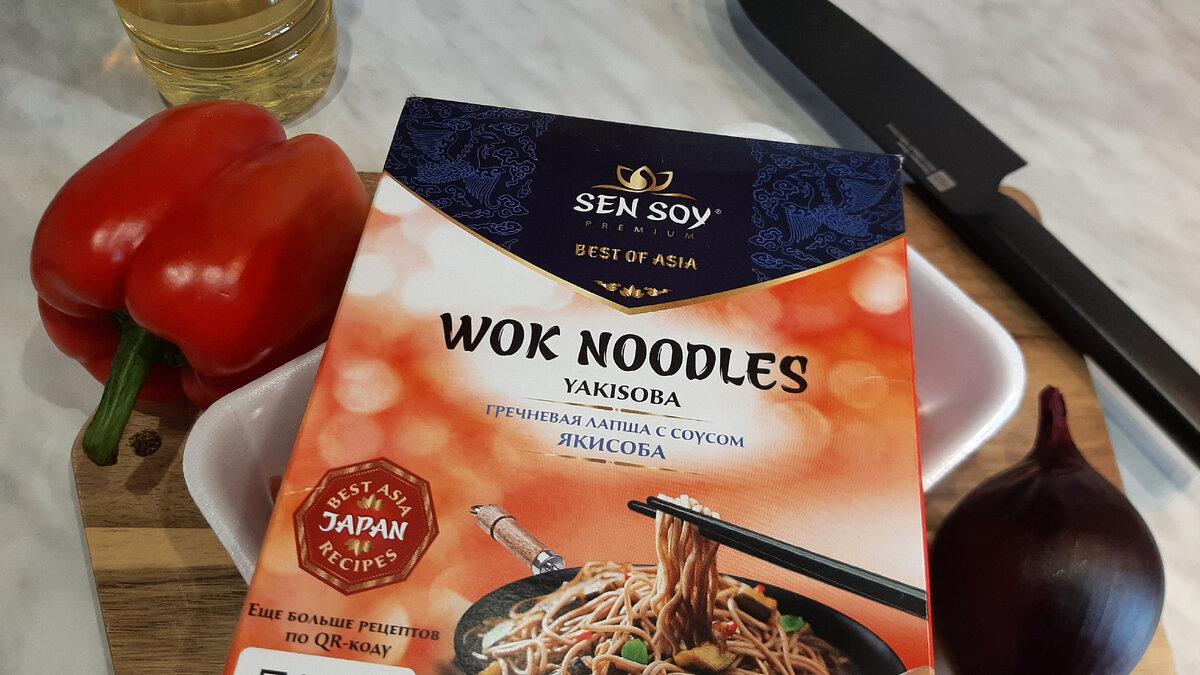 SEN SOY®
PREMIUM
BEST OF ASIA
WOK NOODLES
YAKISOBA
ГРЕЧНЕВАЯ ЛАПША С СОУСОМ
ЯКИСОБА
BEST ASIA
JAPAN
RECIPES
ЕЩЕ БОЛЬШЕ РЕЦЕПТОВ
ПО QR-КОДУ